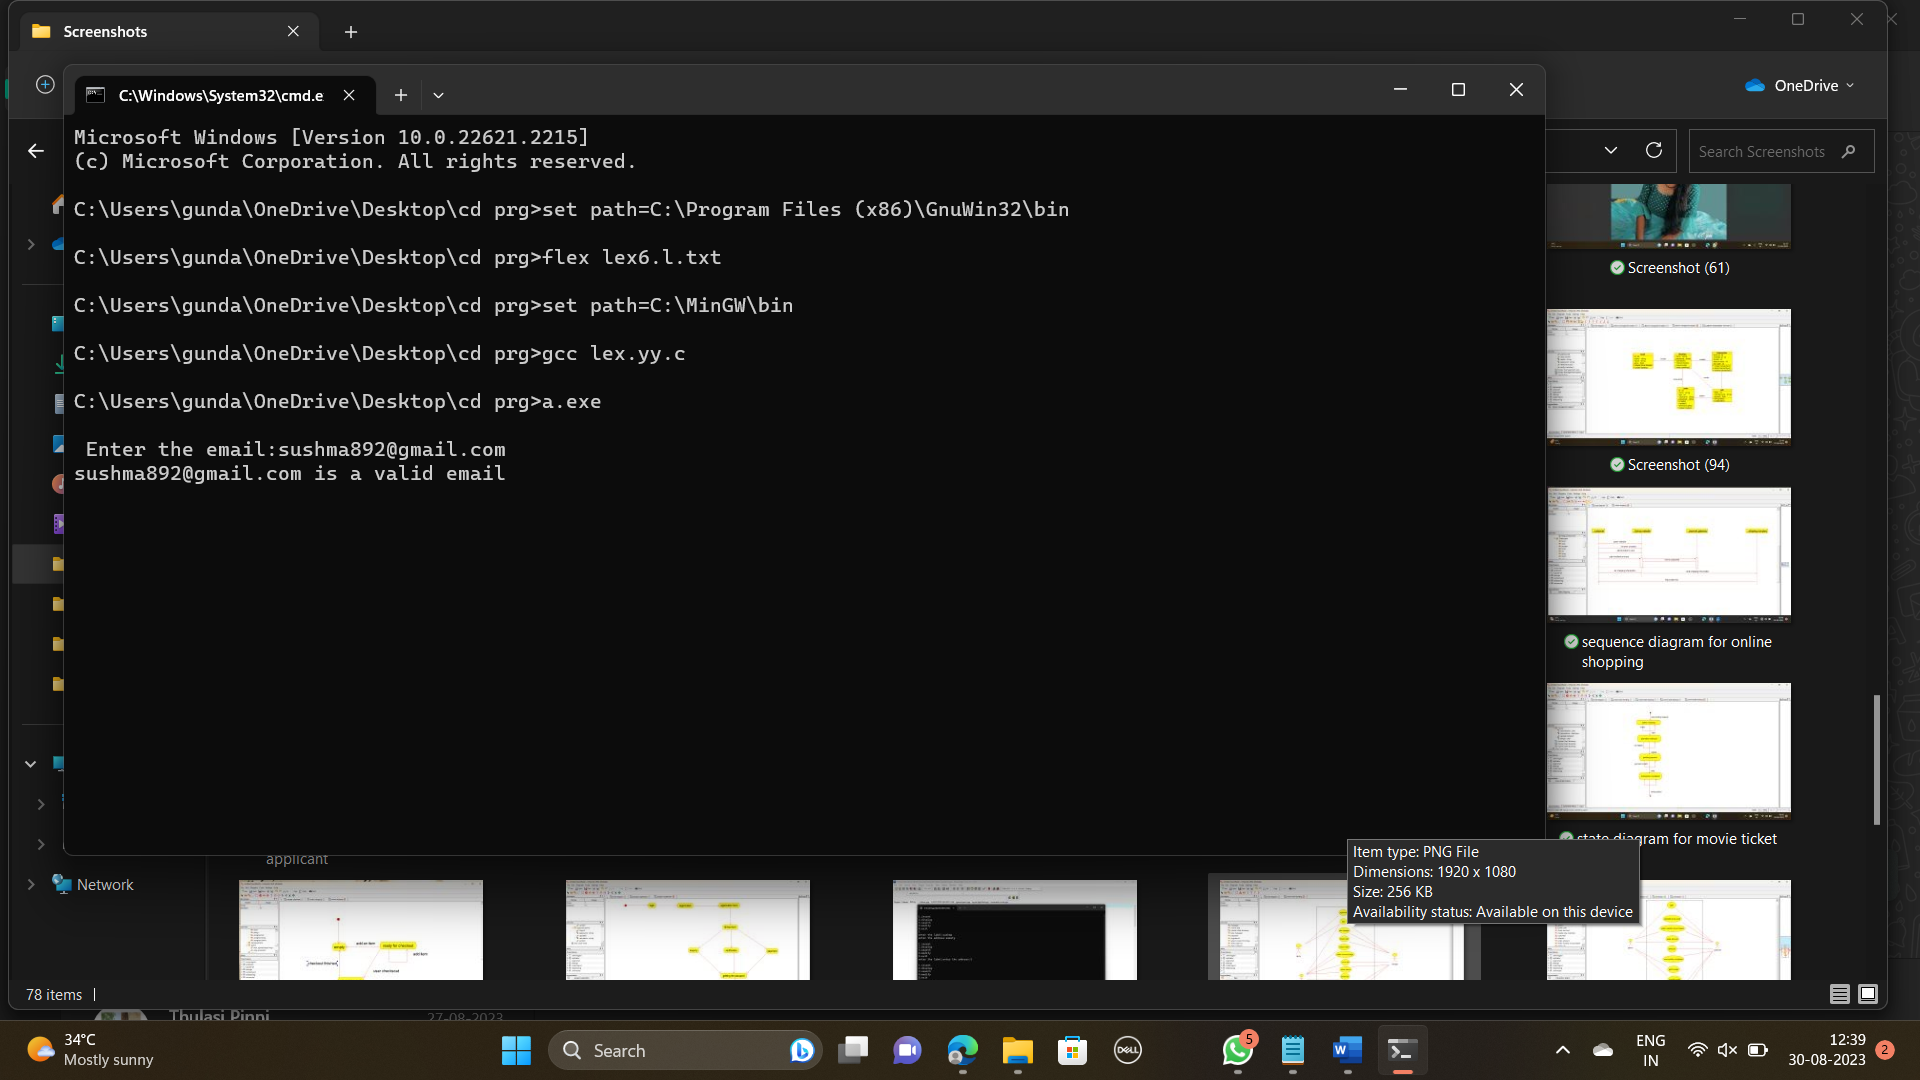 Screenshots
C:\Windows\System32\cmd.e
OneDrive
Microsoft Windows [Version 10.0.22621.2215]
(c) Microsoft Corporation. All rights reserved.
Search Screenshots
C:\Users\gunda\OneDrive\Desktop\cd prg>set path=C:\Program Files (x86)\GnuWin32\bin
C:\Users\gunda\OneDrive\Desktop\cd prg>flex lex6.l.txt
C:\Users\gunda\OneDrive\Desktop\cd prg>set path=C:\MinGW\bin
C:\Users\gunda\OneDrive\Desktop\cd prg>gcc lex.yy.c
C:\Users\gunda\OneDrive\Desktop\cd prg>a.exe
Enter the email:sushma892@gmail.com
sushma892@gmail.com is a valid email
Screenshot (61)
Screenshot (94)
sequence diagram for online
shopping
state diagram for movie ticket
Item type: PNG File
Dimensions: 1920 x 1080
Size: 256 KB
Availability status: Available on this device
applicant
Network
add an item
add item
78 items
Thulasi Pinni
27-08-2023
34°C
Mostly sunny
Search
DELL
5
ENG
IN
12:39
30-08-2023
2